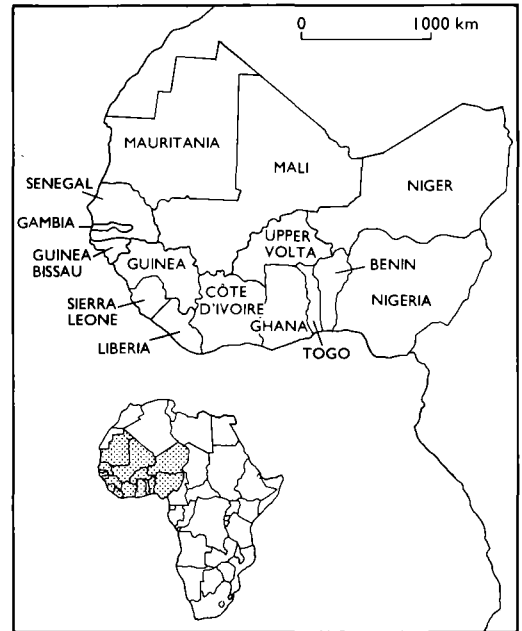 0 1000 km
MAURITANIA
MALI
NIGER
SENEGAL
GAMBIA
GUINEA
BISSAU
GUINEA
UPPER
VOLTA
BENIN
NIGERIA
SIERRA
LEONE
CÔTE
D'IVOIRE
GHANA
LIBERIA
TOGO